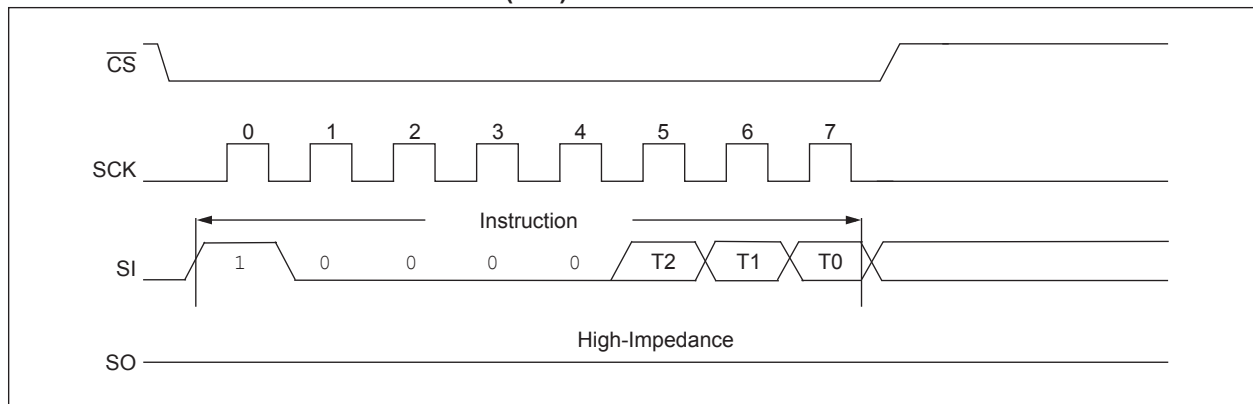 CS
0 1 2 3 4 5 6 7
SCK
Instruction
SI 1 0 0 0 0 T2 T1 T0
High-Impedance
SO